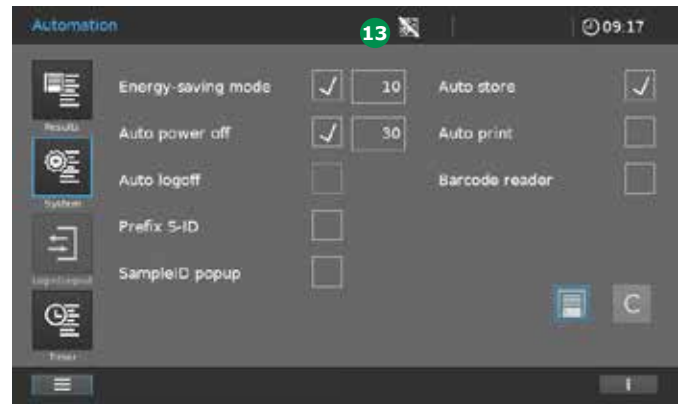 Automation
13
09:17
Results
Energy-saving mode 10 Auto store
Auto power off 30 Auto print
Auto logoff Barcode reader
System
Prefix S-ID
SampleID popup
C
Timer